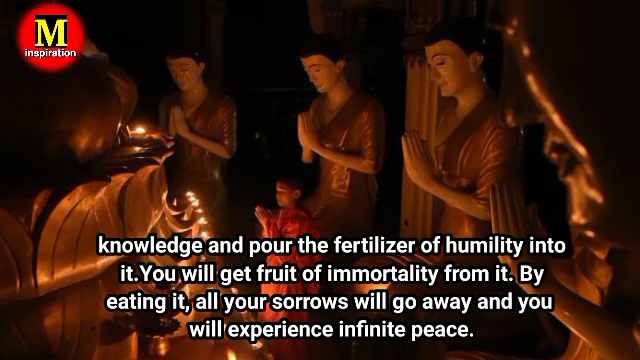 M
inspiration
knowledge and pour the fertilizer of humility into
it.You will get fruit of immortality from it. By
eating it, all your sorrows will go away and you
will experience infinite peace.